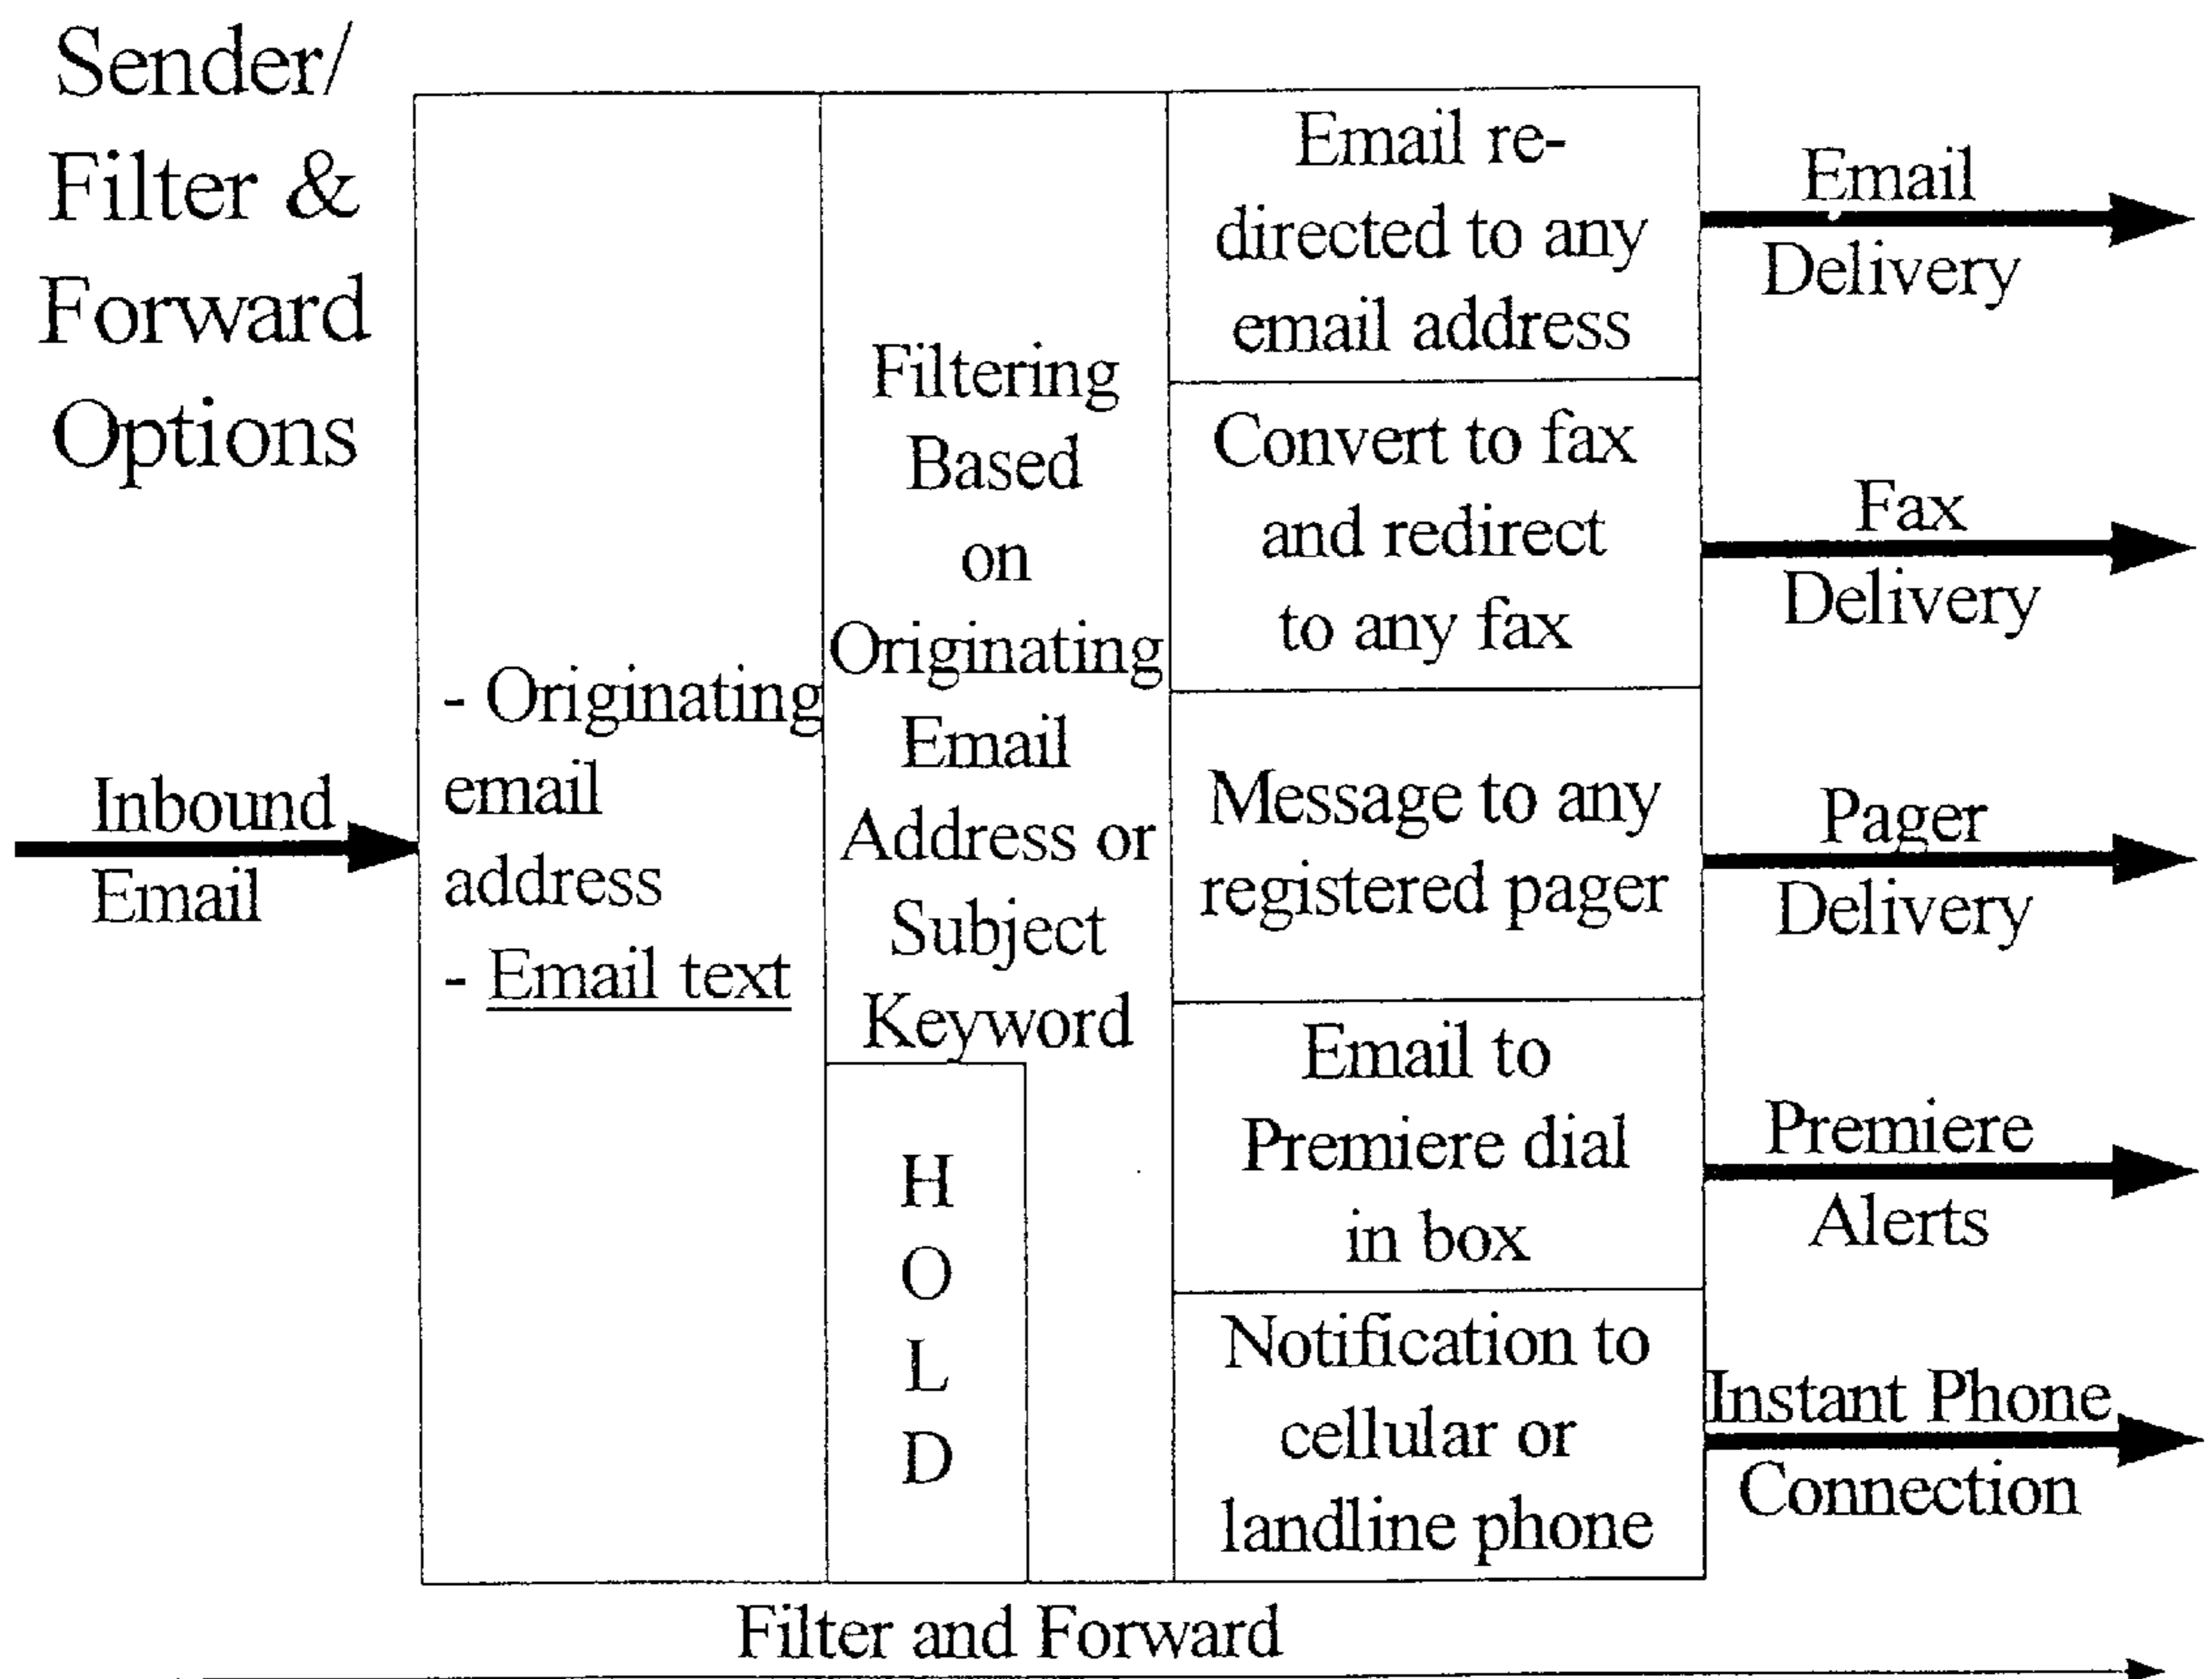 Sender/
Filter &
Forward
Options
Inbound
Email
- Originating
email
address
- Email text
Filtering
Based
on
Originating
Email
Address or
Subject
Keyword
H
O
L
D
Email re-
directed to any
email address
Convert to fax
and redirect
to any fax
Message to any
registered pager
Email to
Premiere dial
in box
Notification to
cellular or
landline phone
Email
Delivery
Fax
Delivery
Pager
Delivery
Premiere
Alerts
Instant Phone
Connection
Filter and Forward